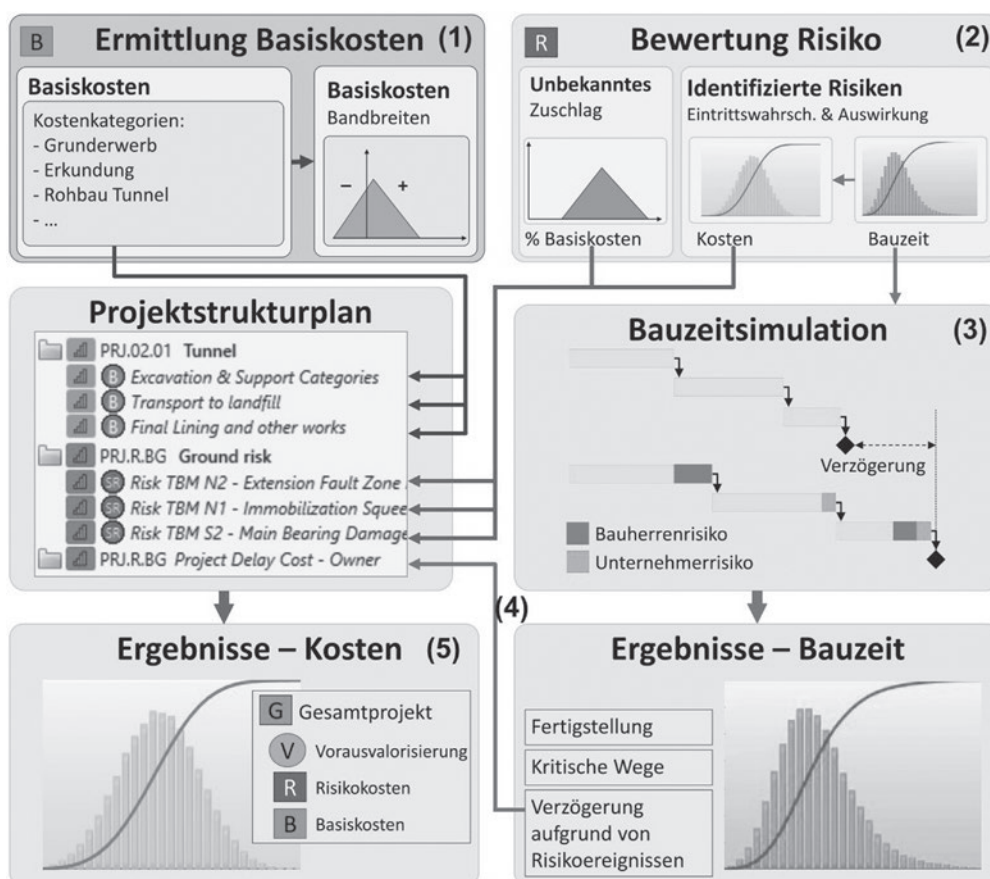 B Ermittlung Basiskosten (1)
Basiskosten
Kostenkategorien:
- Grunderwerb
- Erkundung
- Rohbau Tunnel
- ...
Basiskosten
Bandbreiten
– +
R Bewertung Risiko (2)
Unbekanntes
Zuschlag
% Basiskosten
Identifizierte Risiken
Eintrittswahrsch. & Auswirkung
Kosten
Bauzeit
Projektstrukturplan
PRJ.02.01 Tunnel
B Excavation & Support Categories
B Transport to landfill
B Final Lining and other works
PRJ.R.BG Ground risk
SR Risk TBM N2 - Extension Fault Zone
SR Risk TBM N1 - Immobilization Squee
SR Risk TBM S2 - Main Bearing Damage
PRJ.R.BG Project Delay Cost - Owner
Bauzeitsimulation (3)
Verzögerung
Bauherrenrisiko
Unternehmerrisiko
(4)
Ergebnisse – Kosten (5)
G Gesamtprojekt
V Vorausvalorisierung
R Risikokosten
B Basiskosten
Ergebnisse – Bauzeit
Fertigstellung
Kritische Wege
Verzögerung
aufgrund von
Risikoereignissen